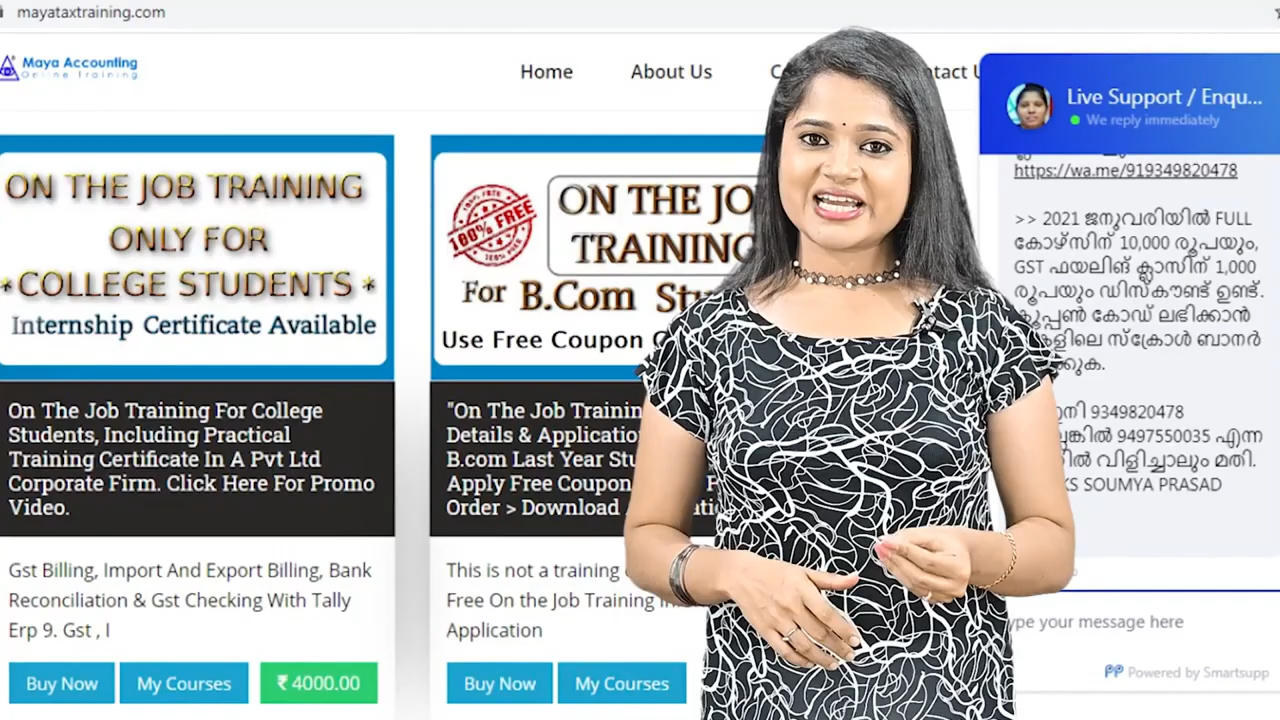 mayataxtraining.com
Maya Accounting
Online Training
Home
About Us
ON THE JOB TRAINING
ONLY FOR
*COLLEGE STUDENTS *
Internship Certificate Available
On The Job Training For College
Students, Including Practical
Training Certificate In A Pvt Ltd
Corporate Firm. Click Here For Promo
Video.
Gst Billing, Import And Export Billing, Bank
Reconciliation & Gst Checking With Tally
Erp 9. Gst , I
Buy Now
My Courses
₹ 4000.00
100% FREE
ON THE
TRAINING
For B.Com
Use Free Coupon
"On The Job
Details &
B.com Last Year
Apply Free Coupon
Order > Download
This is not a training
Free On the Job Training
Application
Buy Now
My Courses
Live Support / Enqu...
We reply immediately
https://wa.me/919349820478
>> 2021 ജനുവരിയിൽ FULL
കോഴ്സിന് 10,000 രൂപയും,
GST ഫയലിങ് ക്ലാസിന് 1,000
രൂപയും ഡിസ്കൗണ്ട് ഉണ്ട്.
കൂപ്പൺ കോഡ് ലഭിക്കാൻ
സ്ക്രോൾ ബാനർ
9349820478
9497550035 എന്ന
വിളിച്ചാലും മതി.
SOUMYA PRASAD
your message here
Powered by Smartsupp